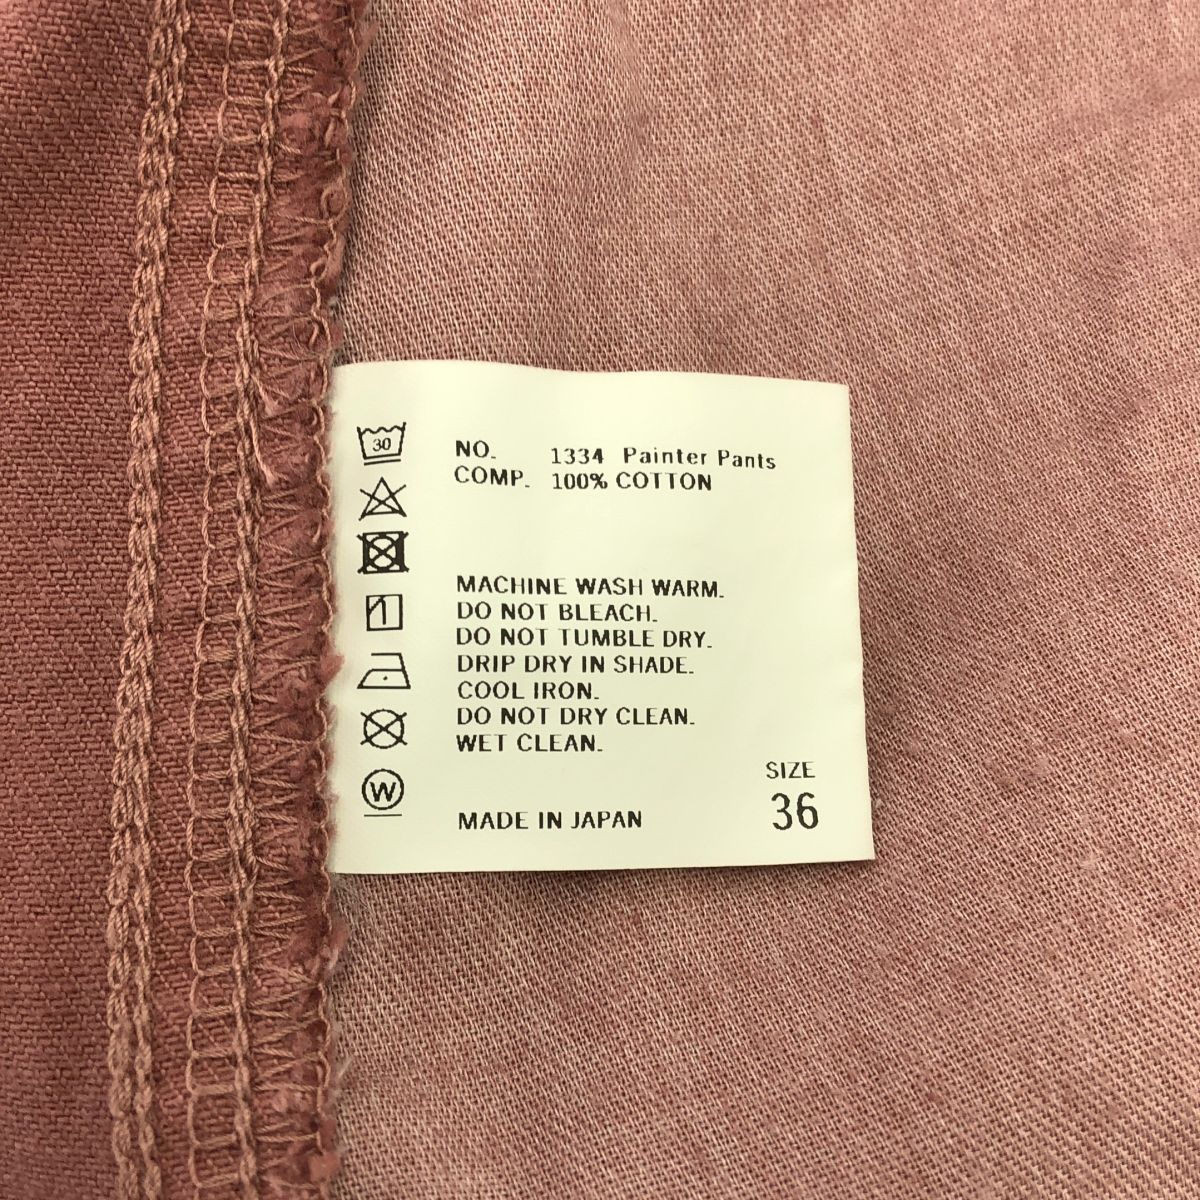 30
NO. 1334 Painter Pants
COMP. 100% COTTON
MACHINE WASH WARM.
DO NOT BLEACH.
DO NOT TUMBLE DRY.
DRIP DRY IN SHADE.
COOL IRON.
DO NOT DRY CLEAN.
WET CLEAN.
W
SIZE
MADE IN JAPAN 36